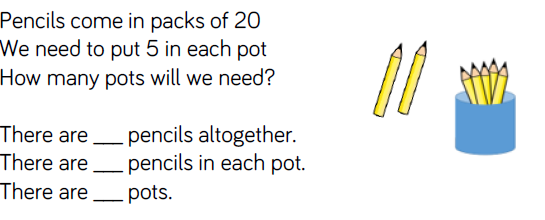 Pencils come in packs of 20
We need to put 5 in each pot
How many pots will we need?
There are ___ pencils altogether.
There are ___ pencils in each pot.
There are ___ pots.